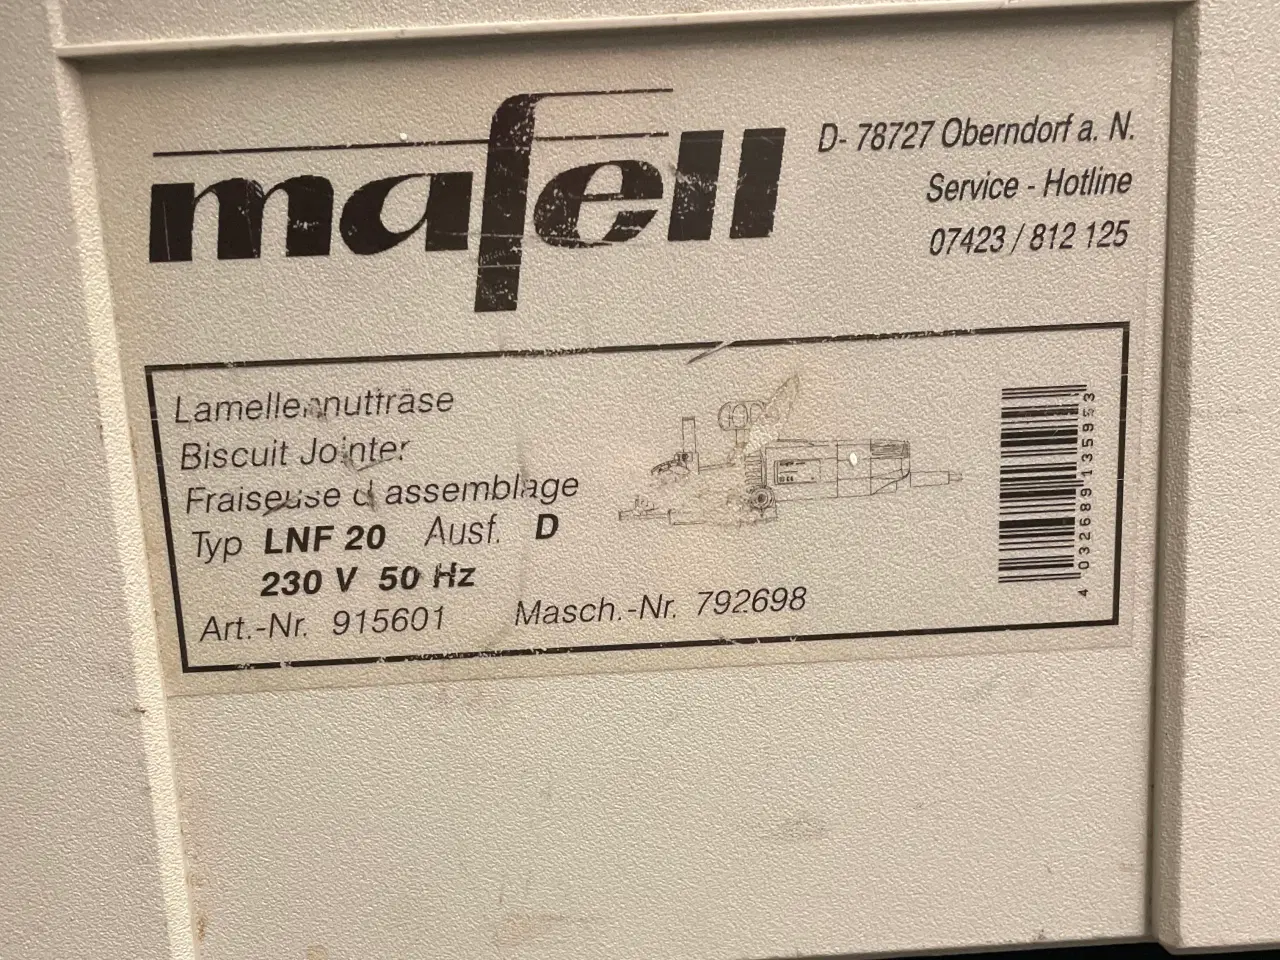 mafell
D- 78727 Oberndorf a. N.
Service - Hotline
07423 / 812 125
Lamellennutfräse
Biscuit Jointer
Fraiseuse d'assemblage
Typ LNF 20 Ausf. D
230 V 50 Hz
Art.-Nr. 915601 Masch.-Nr. 792698
4 032689 135953